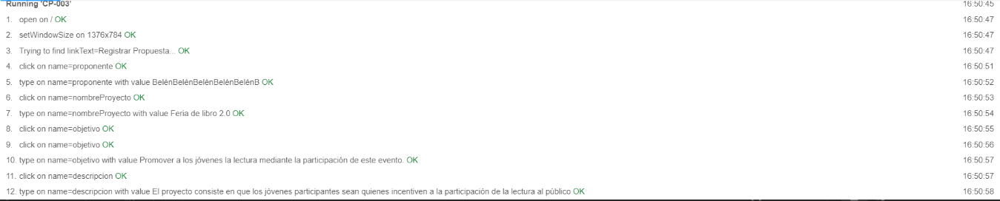 Running 'CP-003' 16:50:45
1. open on / OK 16:50:47
2. setWindowSize on 1376x784 OK 16:50:47
3. Trying to find linkText=Registrar Propuesta... OK 16:50:47
4. click on name=proponente OK 16:50:51
5. type on name=proponente with value BelénBelénBelénBelénBelénB OK 16:50:52
6. click on name=nombreProyecto OK 16:50:53
7. type on name=nombreProyecto with value Feria de libro 2.0 OK 16:50:54
8. click on name=objetivo OK 16:50:55
9. click on name=objetivo OK 16:50:56
10. type on name=objetivo with value Promover a los jóvenes la lectura mediante la participación de este evento. OK 16:50:57
11. click on name=descripcion OK 16:50:57
12. type on name=descripcion with value El proyecto consiste en que los jóvenes participantes sean quienes incentiven a la participación de la lectura al público OK 16:50:58